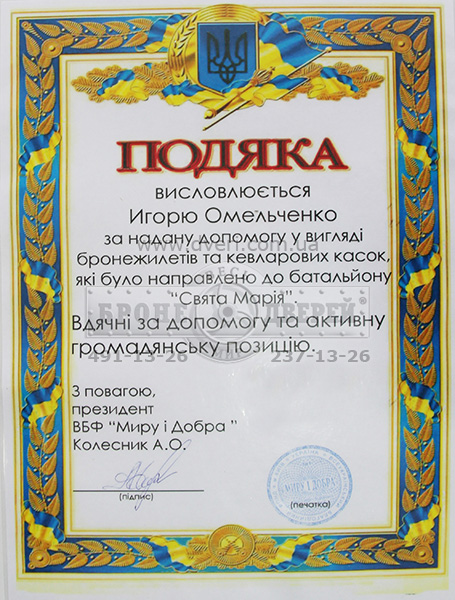 ПОДЯКА
висловлюється
Игорю Омельченко
за надану допомогу у вигляді
бронежилетів та кевларових касок,
які було направлено до батальйону
“Свята Марія”.
Вдячні за допомогу та активну
громадянську позицію.
З повагою,
президент
ВБФ “Миру і Добра ”
Колесник А.О.
(підпис)
(печатка)
www.dveri.com.ua
БРОНЕ ДВЕРЕЙ
491-13-26 237-13-26